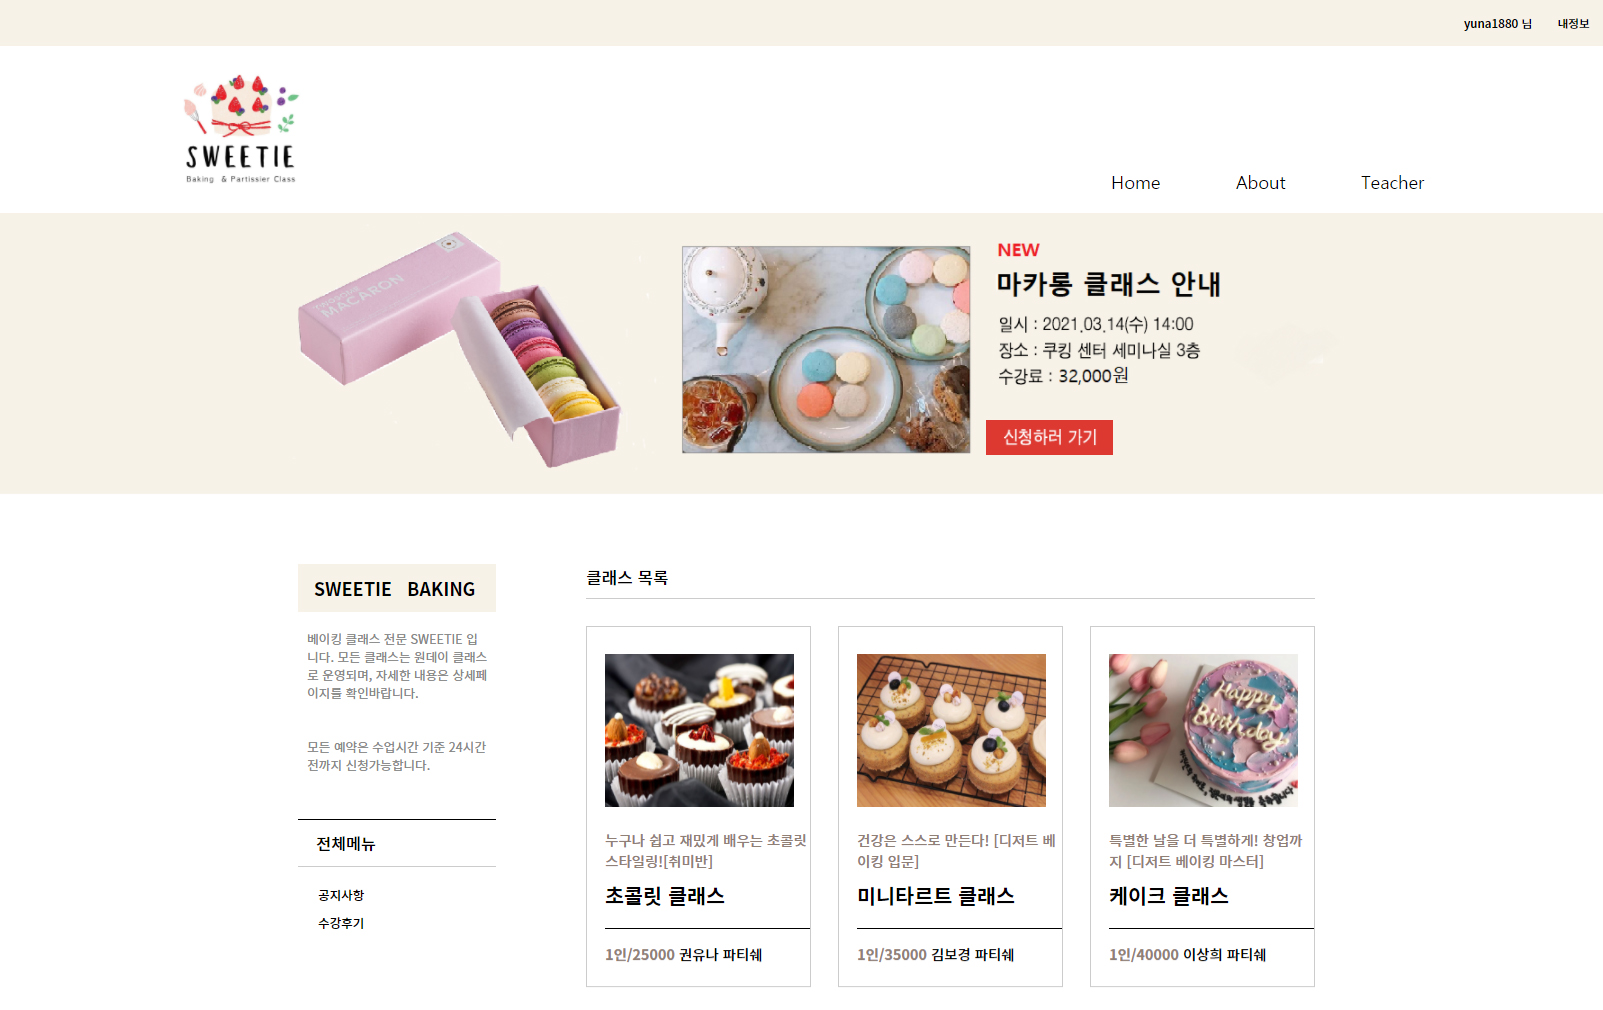 yuna1880 님 내정보
SWEETIE
Baking & Partissier Class
Home About Teacher
MACARON
NEW
마카롱 클래스 안내
일시 : 2021.03.14(수) 14:00
장소 : 쿠킹 센터 세미나실 3층
수강료 : 32,000원
신청하러 가기
SWEETIE BAKING
베이킹 클래스 전문 SWEETIE 입
니다. 모든 클래스는 원데이 클래스
로 운영되며, 자세한 내용은 상세페
이지를 확인바랍니다.
모든 예약은 수업시간 기준 24시간
전까지 신청가능합니다.
전체메뉴
공지사항
수강후기
클래스 목록
누구나 쉽고 재밌게 배우는 초콜릿
스타일링![취미반]
초콜릿 클래스
1인/25000 권유나 파티쉐
건강은 스스로 만든다! [디저트 베
이킹 입문]
미니타르트 클래스
1인/35000 김보경 파티쉐
Happy
Birthday
특별한 날을 더 특별하게! 창업까
지 [디저트 베이킹 마스터]
케이크 클래스
1인/40000 이상희 파티쉐